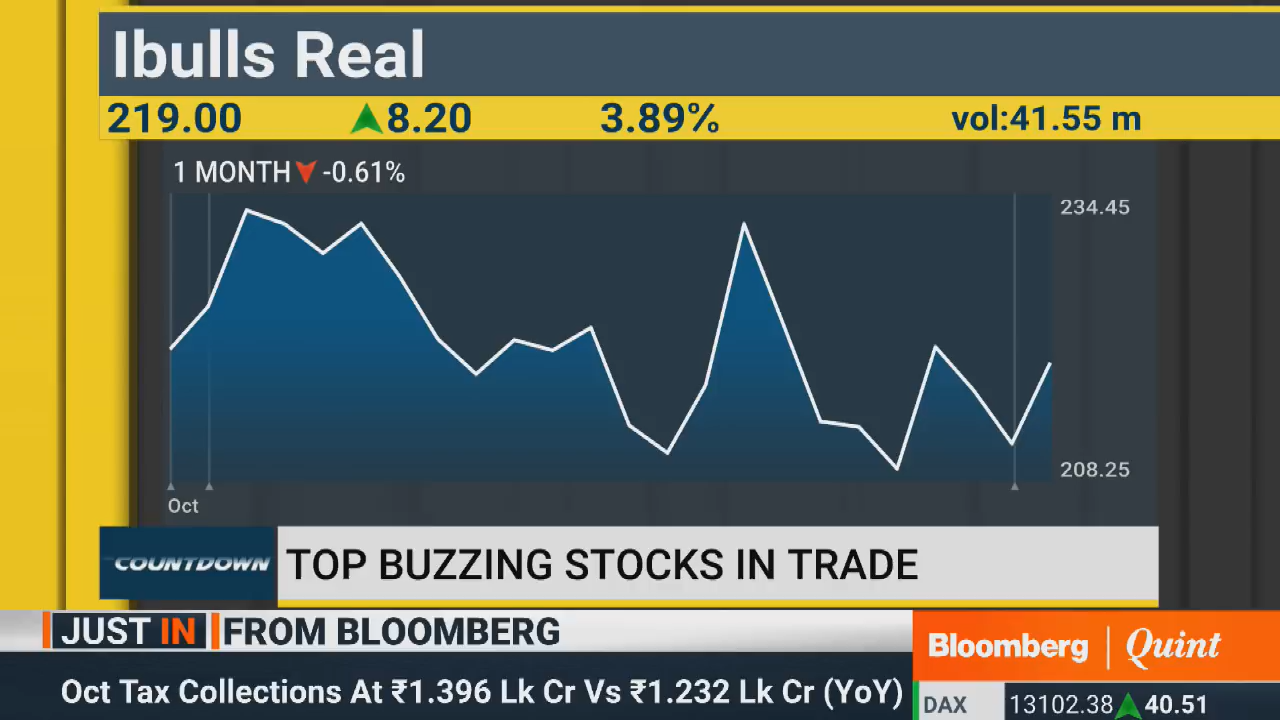 Ibulls Real
219.00 ▲8.20 3.89% vol:41.55 m
1 MONTH▼-0.61%
234.45
208.25
Oct
COUNTDOWN
TOP BUZZING STOCKS IN TRADE
JUST IN FROM BLOOMBERG
Bloomberg | Quint
Oct Tax Collections At ₹1.396 Lk Cr Vs ₹1.232 Lk Cr (YoY)
DAX 13102.38▲40.51